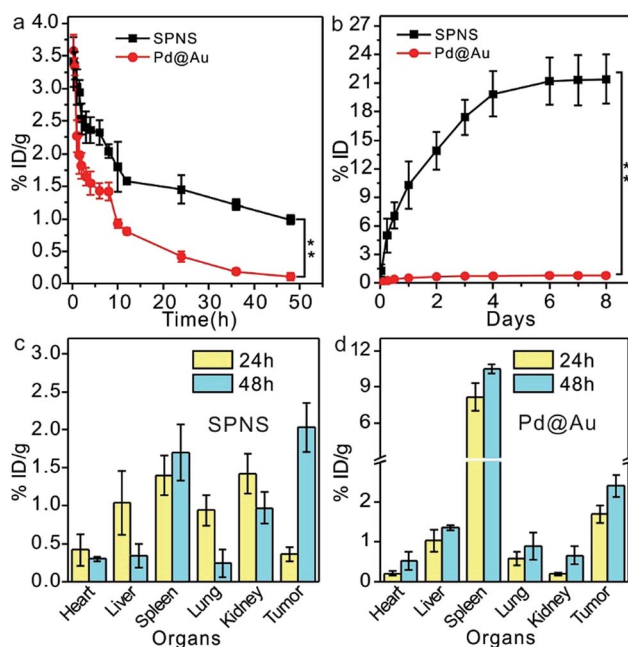 a
SPNS
Pd@Au
4.0
3.5
3.0
2.5
2.0
1.5
1.0
0.5
0.0
% ID/g
0 10 20 30 40 50
Time(h)
**
b
SPNS
Pd@Au
27
24
21
18
15
12
9
6
3
0
% ID
0 2 4 6 8
Days
**
c
24h
48h
SPNS
3.0
2.5
2.0
1.5
1.0
0.5
0.0
% ID/g
Heart Liver Spleen Lung Kidney Tumor
Organs
d
24h
48h
Pd@Au
12
9
6
2
1
0
% ID/g
Heart Liver Spleen Lung Kidney Tumor
Organs